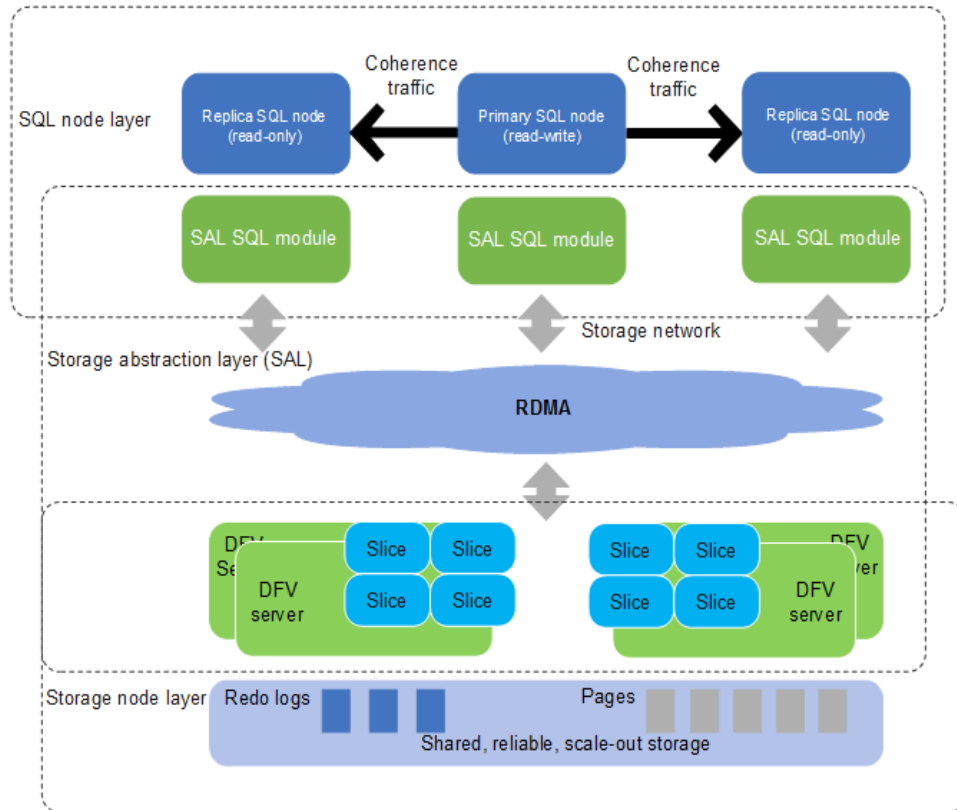 Coherence
traffic
Coherence
traffic
SQL node layer
Replica SQL node
(read-only)
Primary SQL node
(read-write)
Replica SQL node
(read-only)
SAL SQL module
SAL SQL module
SAL SQL module
Storage network
Storage abstraction layer (SAL)
RDMA
DFV
Se
DFV
server
Slice
Slice
Slice
Slice
Slice
Slice
Slice
Slice
DFV
server
Storage node layer
Redo logs
Pages
Shared, reliable, scale-out storage